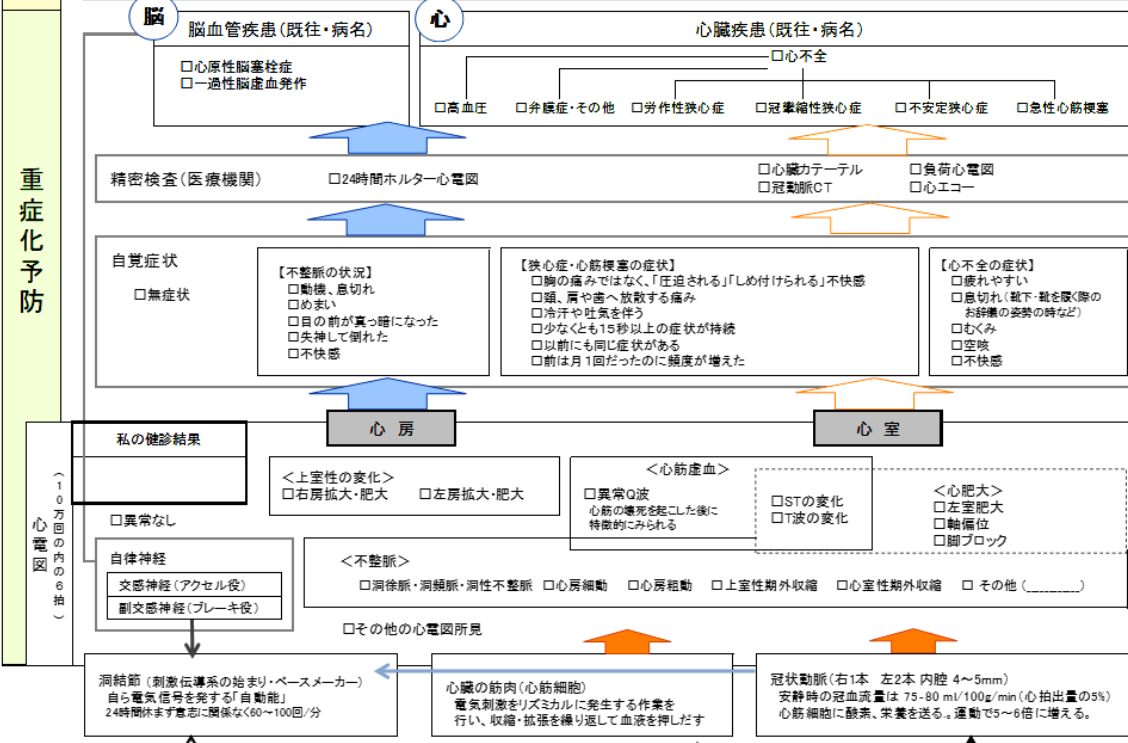 脳
心
脳血管疾患(既往・病名)
□心原性脳塞栓症
□一過性脳虚血発作
心臓疾患(既往・病名)
□心不全
□高血圧 □弁膜症・その他 □労作性狭心症 □冠攣縮性狭心症 □不安定狭心症 □急性心筋梗塞
重症化予防
精密検査(医療機関)
□24時間ホルター心電図
□心臓カテーテル □負荷心電図
□冠動脈CT □心エコー
自覚症状
□無症状
【不整脈の状況】
□動機、息切れ
□めまい
□目の前が真っ暗になった
□失神して倒れた
□不快感
【狭心症・心筋梗塞の症状】
□胸の痛みではなく、「圧迫される」「しめ付けられる」不快感
□顎、肩や歯へ放散する痛み
□冷汗や吐気を伴う
□少なくとも15秒以上の症状が持続
□以前にも同じ症状がある
□前は月1回だったのに頻度が増えた
【心不全の症状】
□疲れやすい
□息切れ(靴下・靴を履く際の
お辞儀の姿勢の時など)
□むくみ
□空咳
□不快感
心 房
心 室
心電図
(10万回の内の6拍)
私の健診結果
□異常なし
<上室性の変化>
□右房拡大・肥大 □左房拡大・肥大
<心筋虚血>
□異常Q波
心筋の壊死を起こした後に
特徴的にみられる
□STの変化
□T波の変化
<心肥大>
□左室肥大
□軸偏位
□脚ブロック
自律神経
交感神経(アクセル役)
副交感神経(ブレーキ役)
<不整脈>
□洞徐脈・洞頻脈・洞性不整脈 □心房細動 □心房粗動 □上室性期外収縮 □心室性期外収縮 □ その他(__________)
□その他の心電図所見
洞結節 (刺激伝導系の始まり・ペースメーカー)
自ら電気信号を発する「自動能」
24時間休まず意志に関係なく60~100回/分
心臓の筋肉(心筋細胞)
電気刺激をリズミカルに発生する作業を
行い、収縮・拡張を繰り返して血液を押しだす
冠状動脈(右1本 左2本 内腔 4~5mm)
安静時の冠血流量は 75-80 ml/100g/min(心拍出量の5%)
心筋細胞に酸素、栄養を送る。。運動で5~6倍に増える。